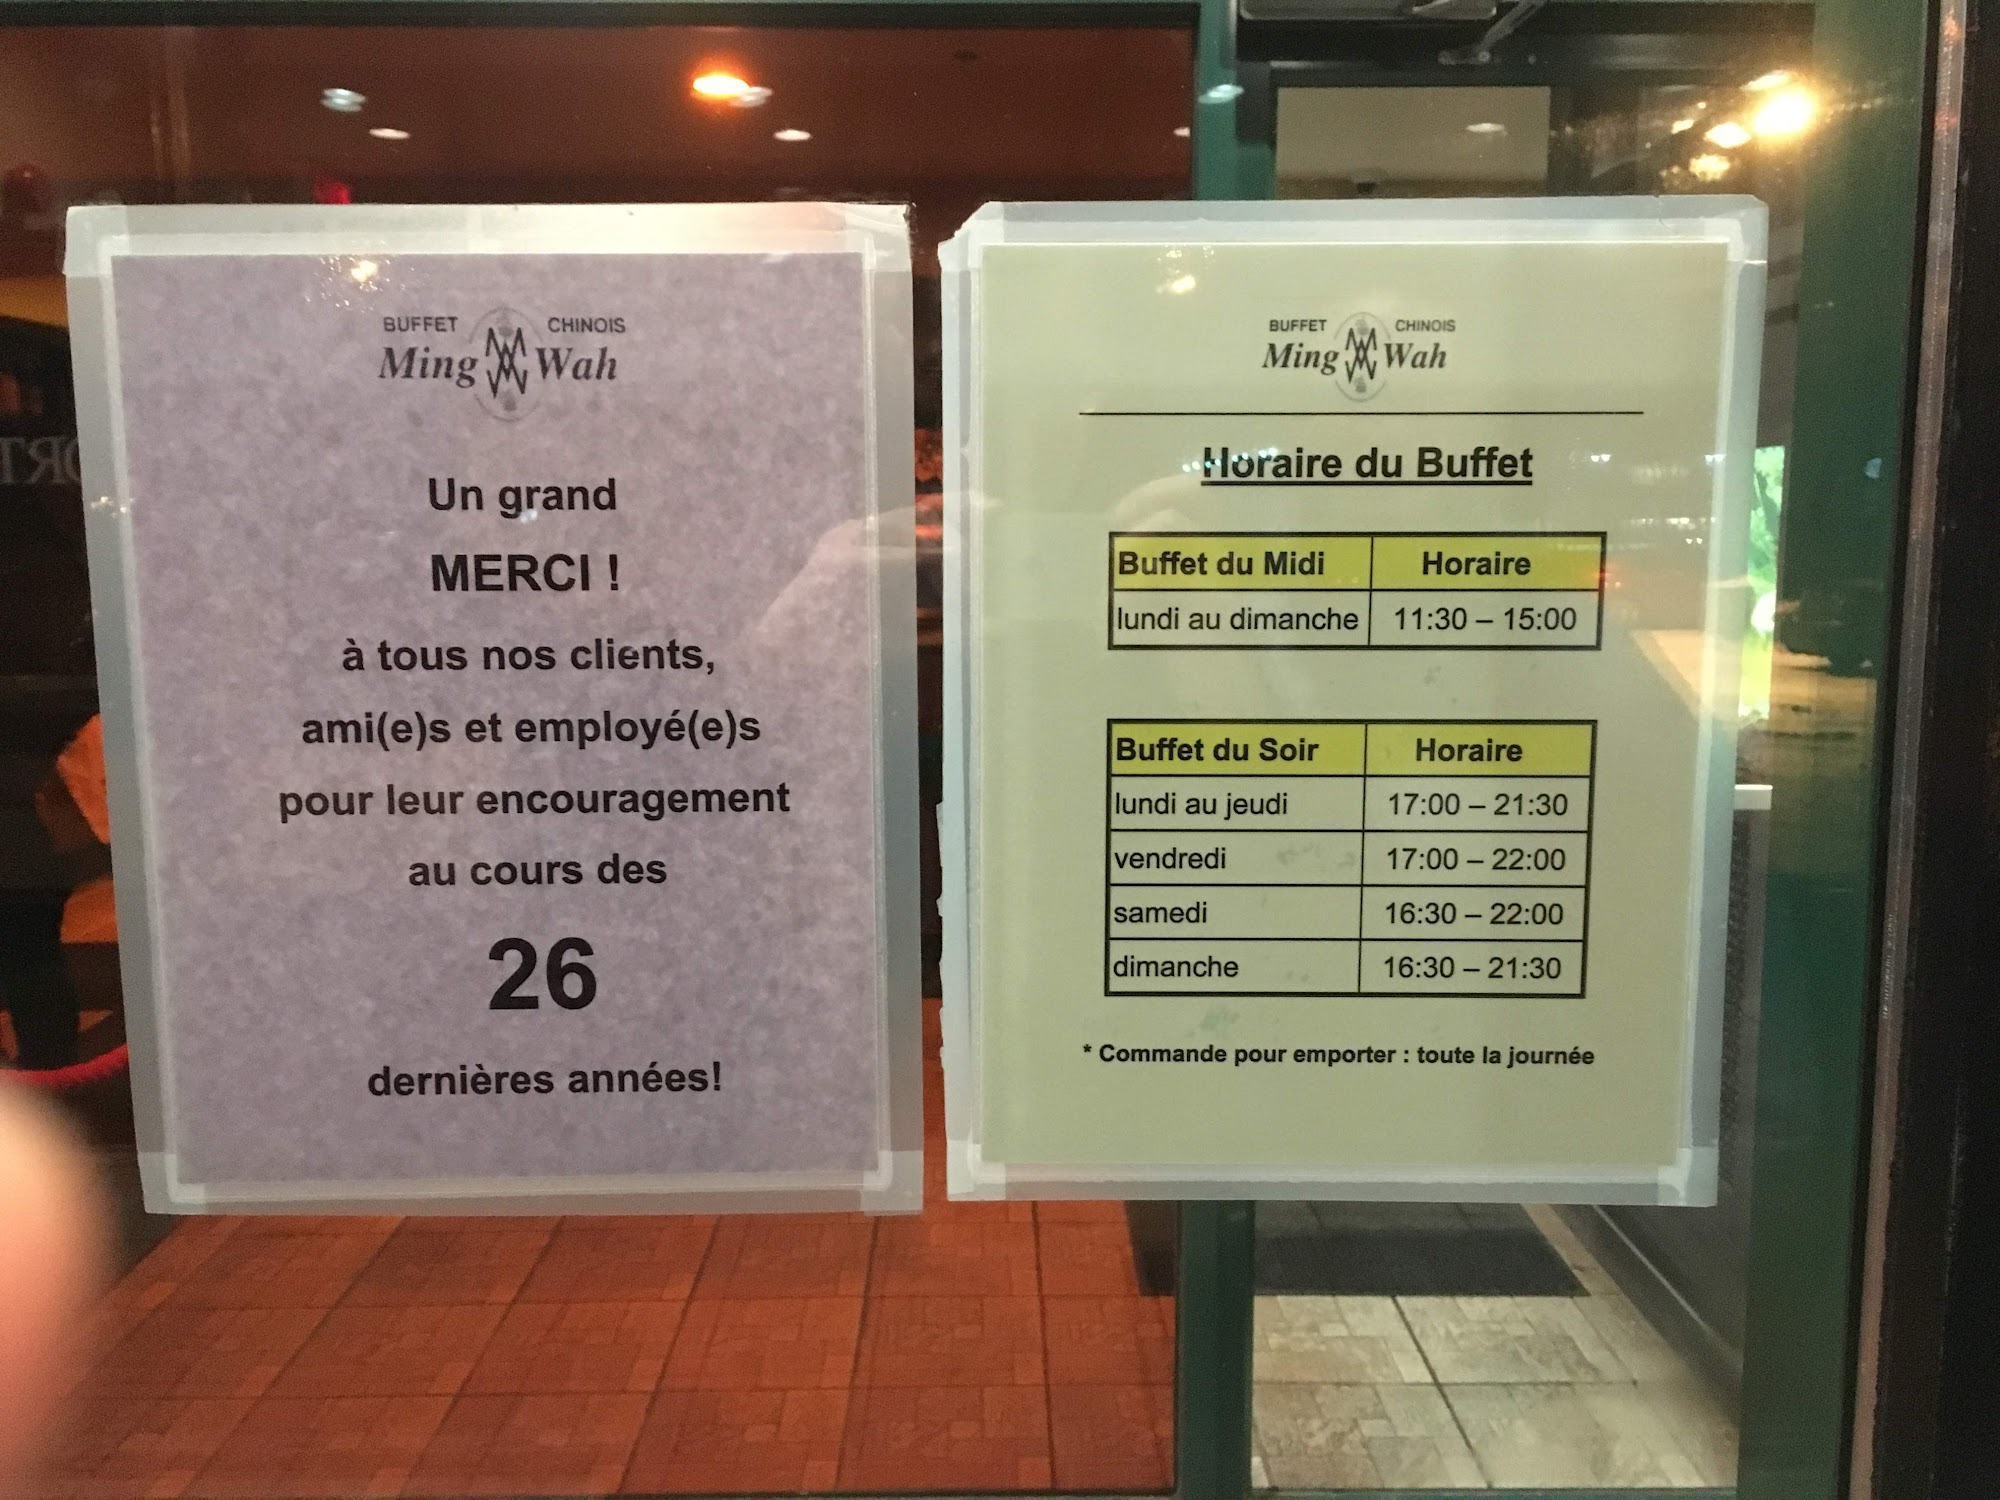 BUFFET CHINOIS
Ming Wah
Un grand
MERCI !
à tous nos clients,
ami(e)s et employé(e)s
pour leur encouragement
au cours des
26
dernières années!
BUFFET CHINOIS
Ming Wah
Horaire du Buffet
Buffet du Midi Horaire
lundi au dimanche 11:30 – 15:00
Buffet du Soir Horaire
lundi au jeudi 17:00 – 21:30
vendredi 17:00 – 22:00
samedi 16:30 – 22:00
dimanche 16:30 – 21:30
* Commande pour emporter : toute la journée